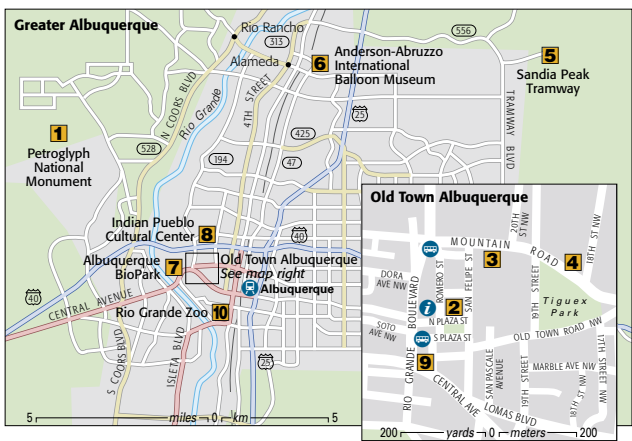 Greater Albuquerque
Rio Rancho
313
556
Alameda
6
Anderson-Abruzzo
International
Balloon Museum
5
Sandia Peak
Tramway
N COORS BLVD
Rio Grande
4TH STREET
25
TRAMWAY BLVD
1
Petroglyph
National
Monument
528
425
194
47
Indian Pueblo
Cultural Center
8
40
Albuquerque
BioPark
7
Old Town Albuquerque
See map right
Albuquerque
40
CENTRAL AVENUE
Rio Grande Zoo
10
S COORS BLVD
ISLETA BLVD
25
5 miles 0 km 5
Old Town Albuquerque
MOUNTAIN ROAD
20TH
ST NW
18TH ST NW
3
4
DORA
AVE NW
ROMERO ST
SAN FELIPE ST
19TH STREET
Tiguex
Park
i
2
N PLAZA ST
SOTO
AVE NW
S PLAZA ST
OLD TOWN ROAD NW
RIO GRANDE BOULEVARD
9
SAN PASCALE
AVENUE
19TH STREET
MARBLE AVE NW
CENTRAL AVE
LOMAS BLVD
18TH ST NW
17TH STREET NW
200 yards 0 meters 200